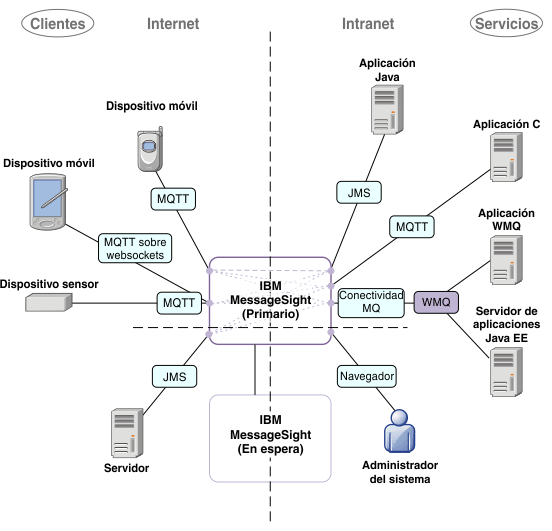 Clientes
Internet
Intranet
Servicios
Aplicación
Java
Dispositivo móvil
Aplicación C
Dispositivo móvil
MQTT
JMS
MQTT
Aplicación
WMQ
MQTT sobre
websockets
Dispositivo sensor
MQTT
IBM
MessageSight
(Primario)
Conectividad
MQ
WMQ
Servidor de
aplicaciones
Java EE
JMS
Navegador
IBM
MessageSight
(En espera)
Servidor
Administrador
del sistema